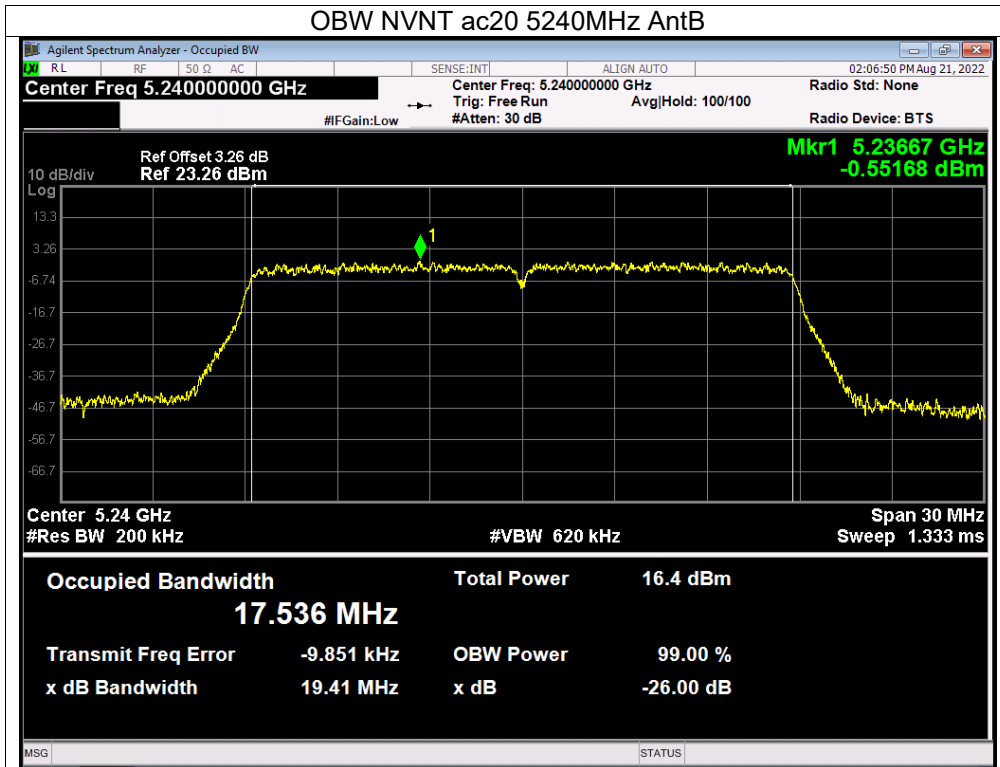 OBW NVNT ac20 5240MHz AntB
Agilent Spectrum Analyzer - Occupied BW
LXI RL RF 50 Ω AC SENSE:INT ALIGN AUTO 02:06:50 PM Aug 21, 2022
Center Freq 5.240000000 GHz Center Freq: 5.240000000 GHz Radio Std: None
Trig: Free Run Avg|Hold: 100/100
#IFGain:Low #Atten: 30 dB Radio Device: BTS
Mkr1 5.23667 GHz
Ref Offset 3.26 dB
10 dB/div Ref 23.26 dBm -0.55168 dBm
Log
13.3
1
3.26
-6.74
-16.7
-26.7
-36.7
-46.7
-56.7
-66.7
Center 5.24 GHz Span 30 MHz
#Res BW 200 kHz #VBW 620 kHz Sweep 1.333 ms
Occupied Bandwidth Total Power 16.4 dBm
17.536 MHz
Transmit Freq Error -9.851 kHz OBW Power 99.00 %
x dB Bandwidth 19.41 MHz x dB -26.00 dB
MSG STATUS